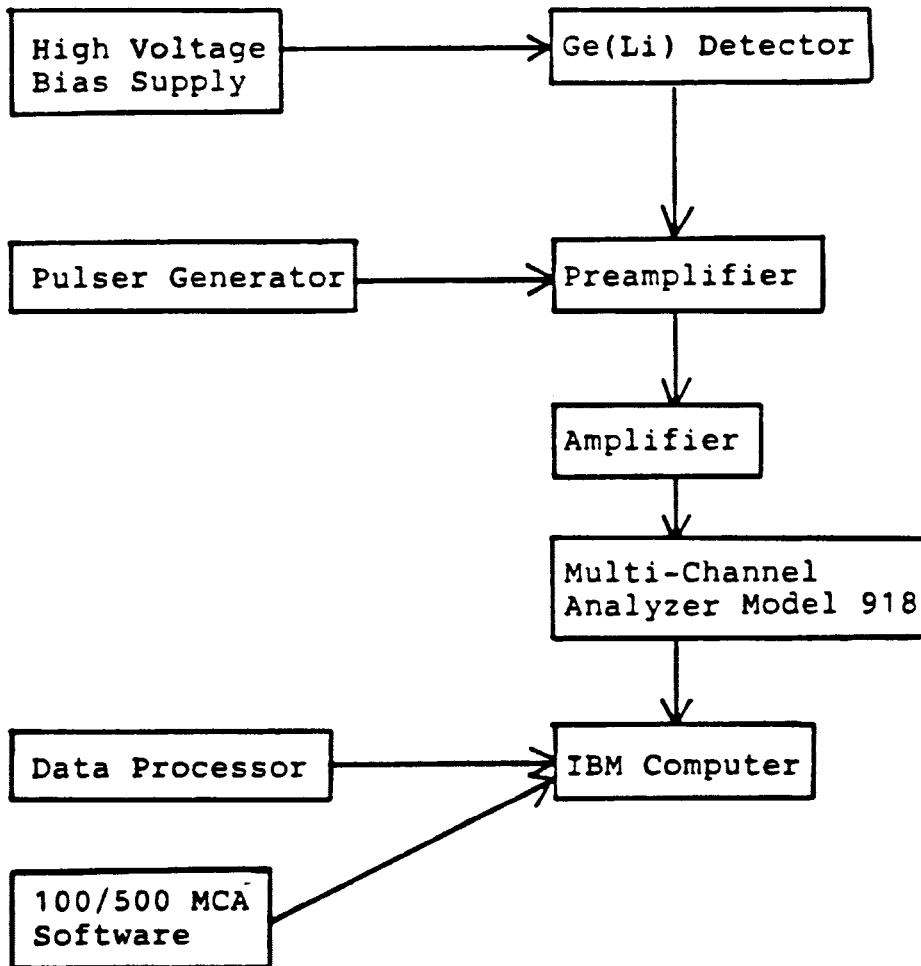 High Voltage
Bias Supply
Ge(Li) Detector
Pulser Generator
Preamplifier
Amplifier
Multi-Channel
Analyzer Model 918
Data Processor
IBM Computer
100/500 MCA
Software